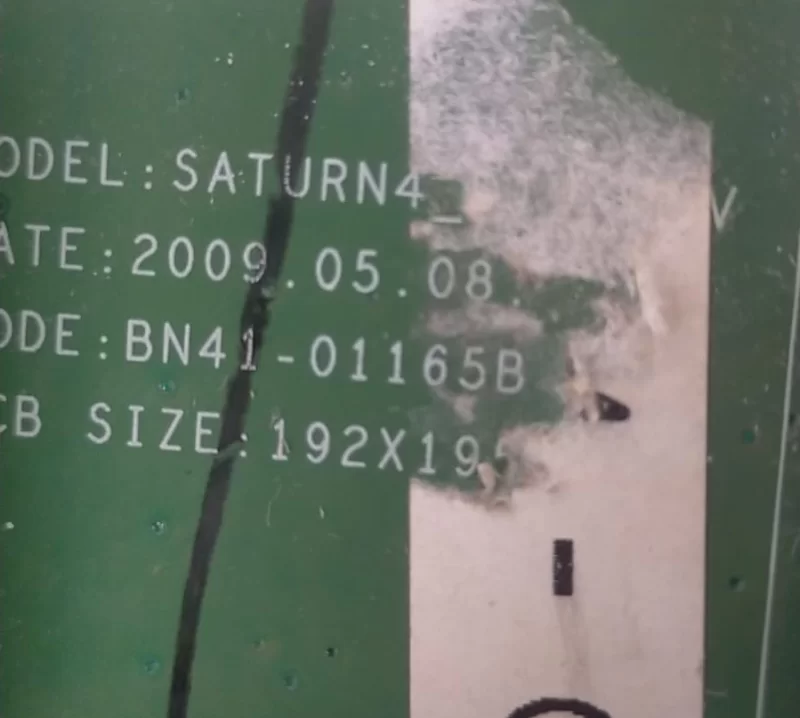 ODEL:SATURN4_ V
ATE:2009.05.08.
ODE:BN41-01165B
CB SIZE:192X19